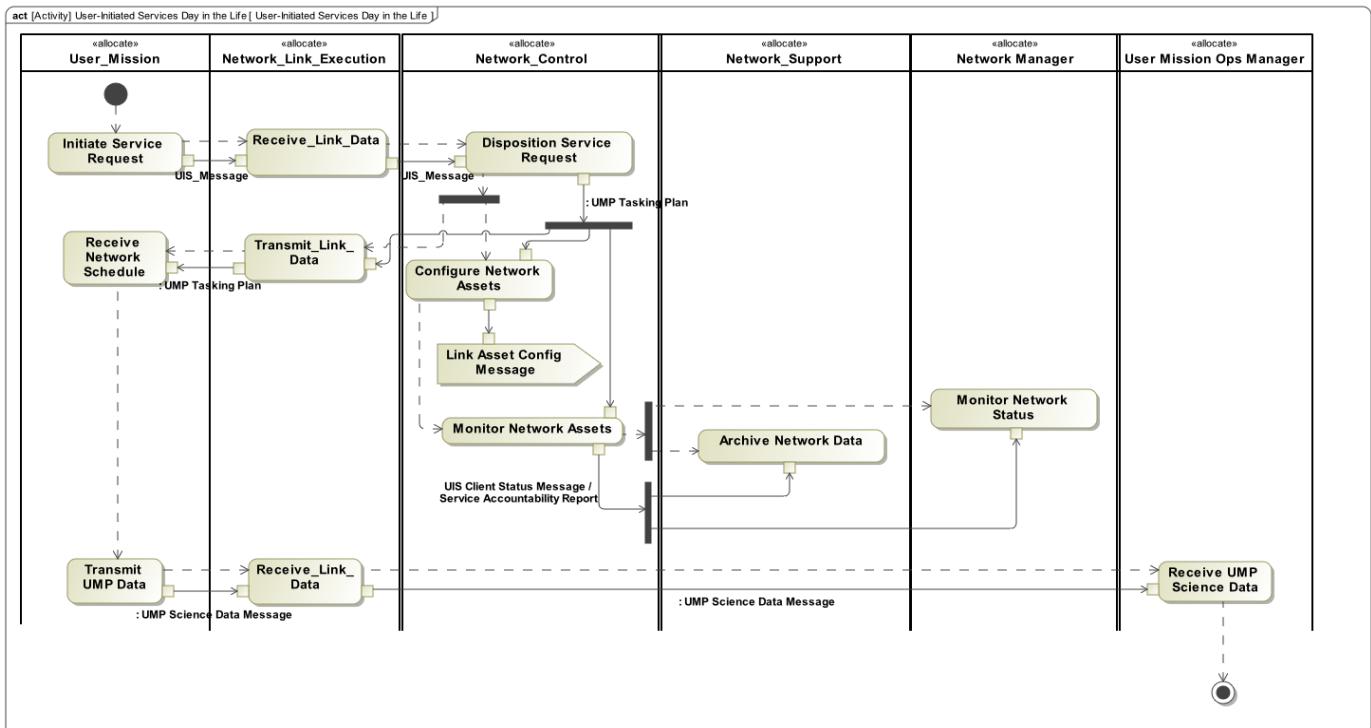 act [Activity] User-Initiated Services Day in the Life [ User-Initiated Services Day in the Life ]
«allocate»
User_Mission
«allocate»
Network_Link_Execution
«allocate»
Network_Control
«allocate»
Network_Support
«allocate»
Network Manager
«allocate»
User Mission Ops Manager
Initiate Service
Request
Receive_Link_Data
Disposition Service
Request
UIS_Message
UIS_Message
: UMP Tasking Plan
Receive
Network
Schedule
Transmit_Link_
Data
: UMP Tasking Plan
Configure Network
Assets
Link Asset Config
Message
Monitor Network Assets
Monitor Network
Status
Archive Network Data
UIS Client Status Message /
Service Accountability Report
Transmit
UMP Data
Receive_Link_
Data
Receive UMP
Science Data
: UMP Science Data Message
: UMP Science Data Message